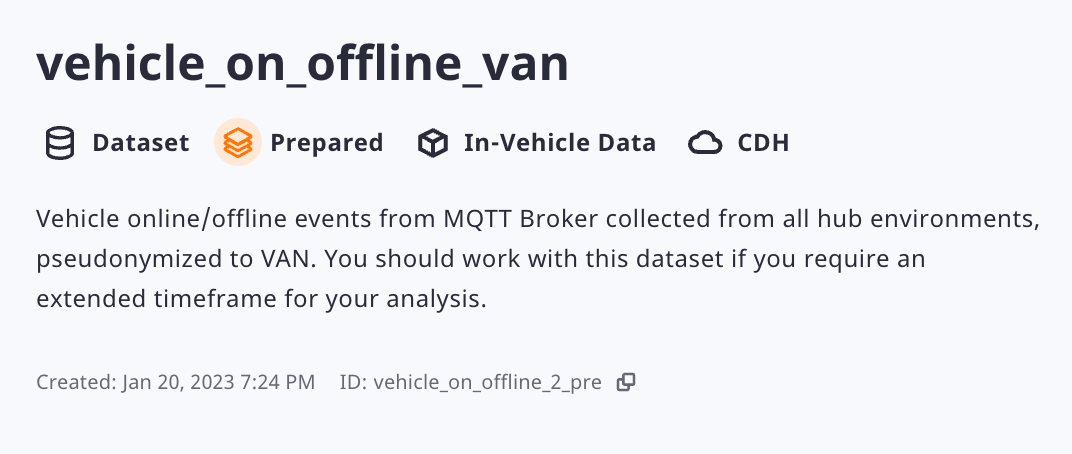 vehicle_on_offline_van
Dataset Prepared In-Vehicle Data CDH
Vehicle online/offline events from MQTT Broker collected from all hub environments,
pseudonymized to VAN. You should work with this dataset if you require an
extended timeframe for your analysis.
Created: Jan 20, 2023 7:24 PM ID: vehicle_on_offline_2_pre